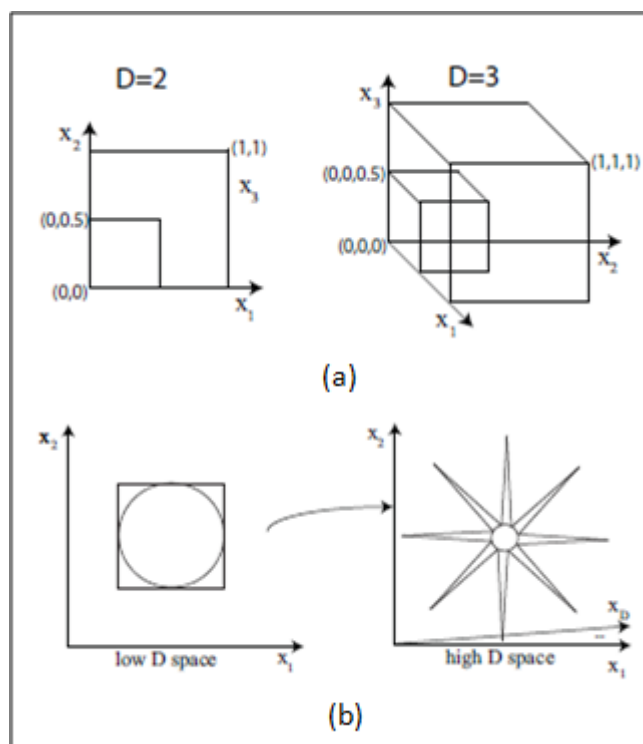 D=2
D=3
x₂
(1,1)
x₃
(0,0.5)
(0,0)
x₁
x₃
(1,1,1)
(0,0,0.5)
(0,0,0)
x₂
x₁
(a)
x₂
low D space
x₁
x₂
x_D
...
high D space
x₁
(b)